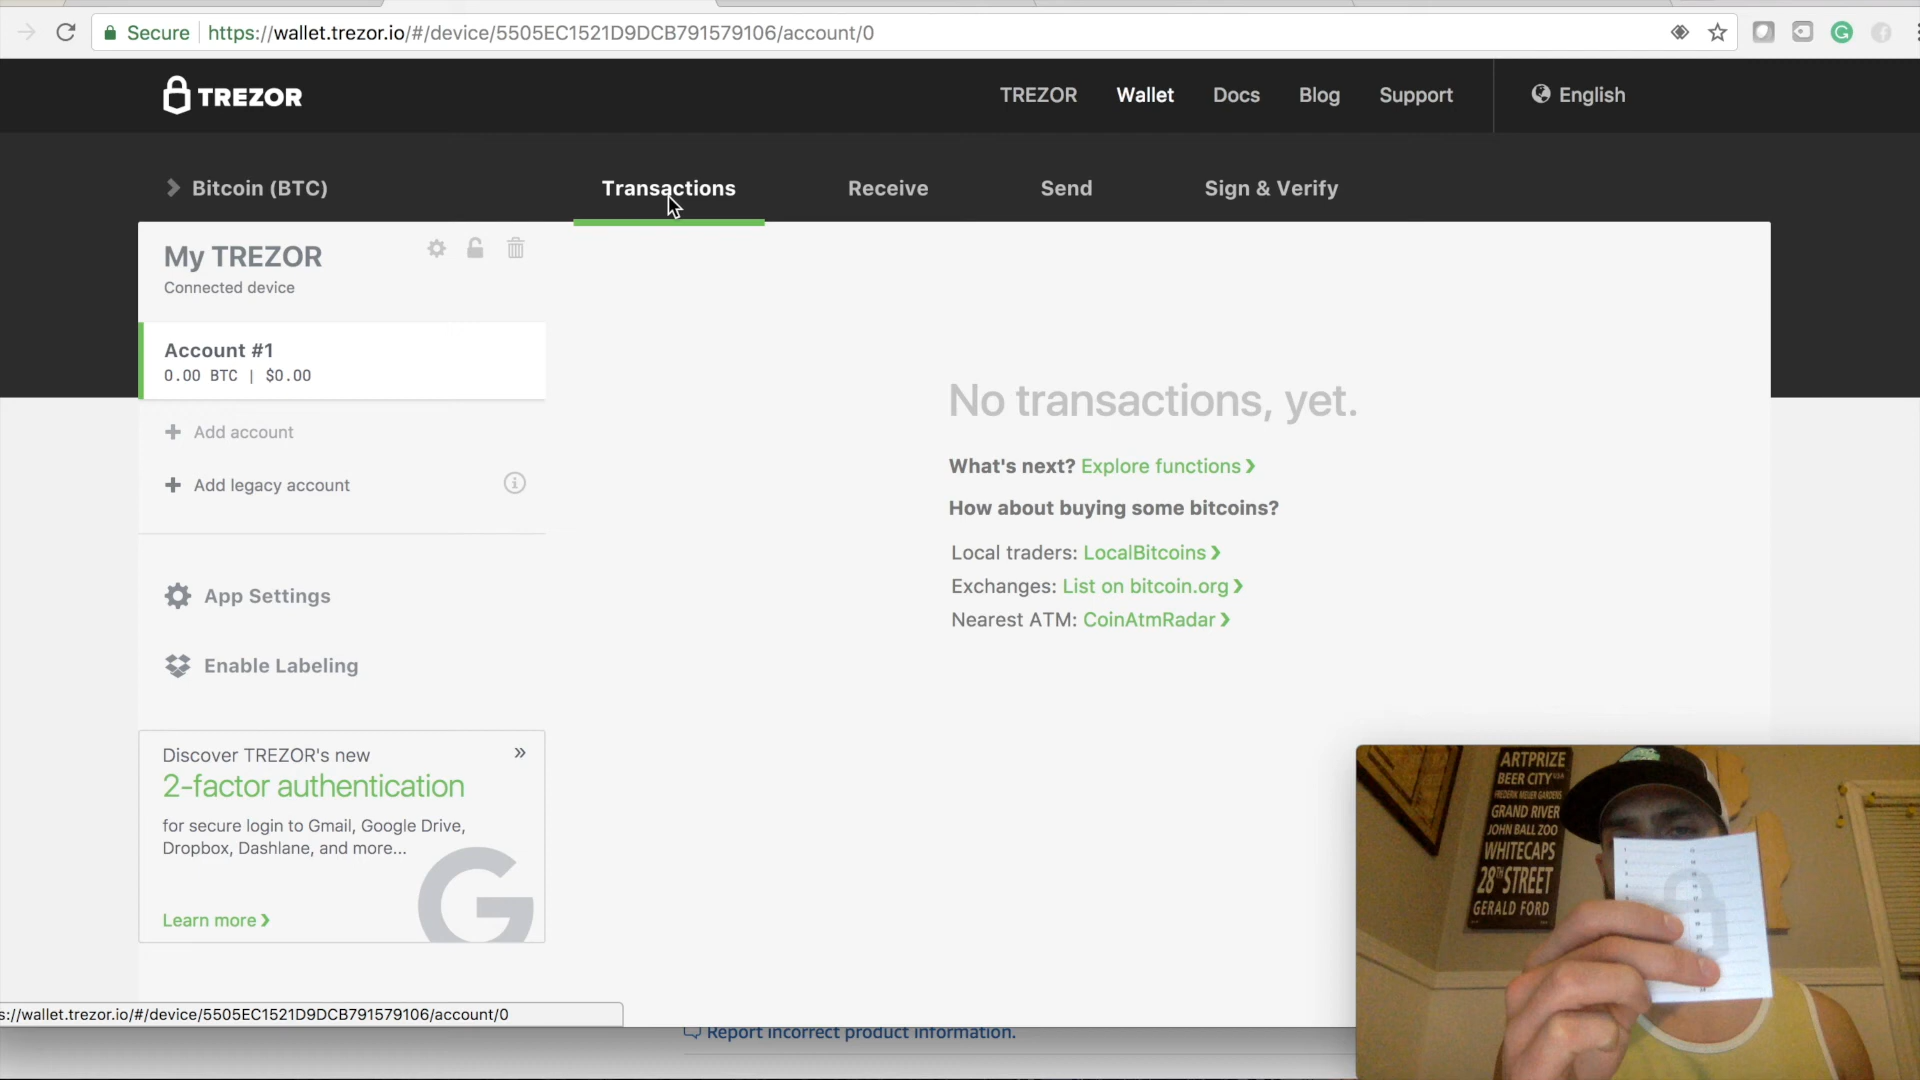 Secure https://wallet.trezor.io/#/device/5505EC1521D9DCB791579106/account/0
TREZOR
TREZOR Wallet Docs Blog Support English
Bitcoin (BTC) Transactions Receive Send Sign & Verify
My TREZOR
Connected device
Account #1
0.00 BTC | $0.00
+ Add account
+ Add legacy account
App Settings
Enable Labeling
Discover TREZOR's new »
2-factor authentication
for secure login to Gmail, Google Drive,
Dropbox, Dashlane, and more...
Learn more
G
No transactions, yet.
What's next? Explore functions
How about buying some bitcoins?
Local traders: LocalBitcoins
Exchanges: List on bitcoin.org
Nearest ATM: CoinAtmRadar
s://wallet.trezor.io/#/device/5505EC1521D9DCB791579106/account/0
Report incorrect product information.
ARTPRIZE
BEER CITY USA
FREDERIK MEIJER GARDENS
GRAND RIVER
JOHN BALL ZOO
WHITECAPS
28TH STREET
GERALD FORD